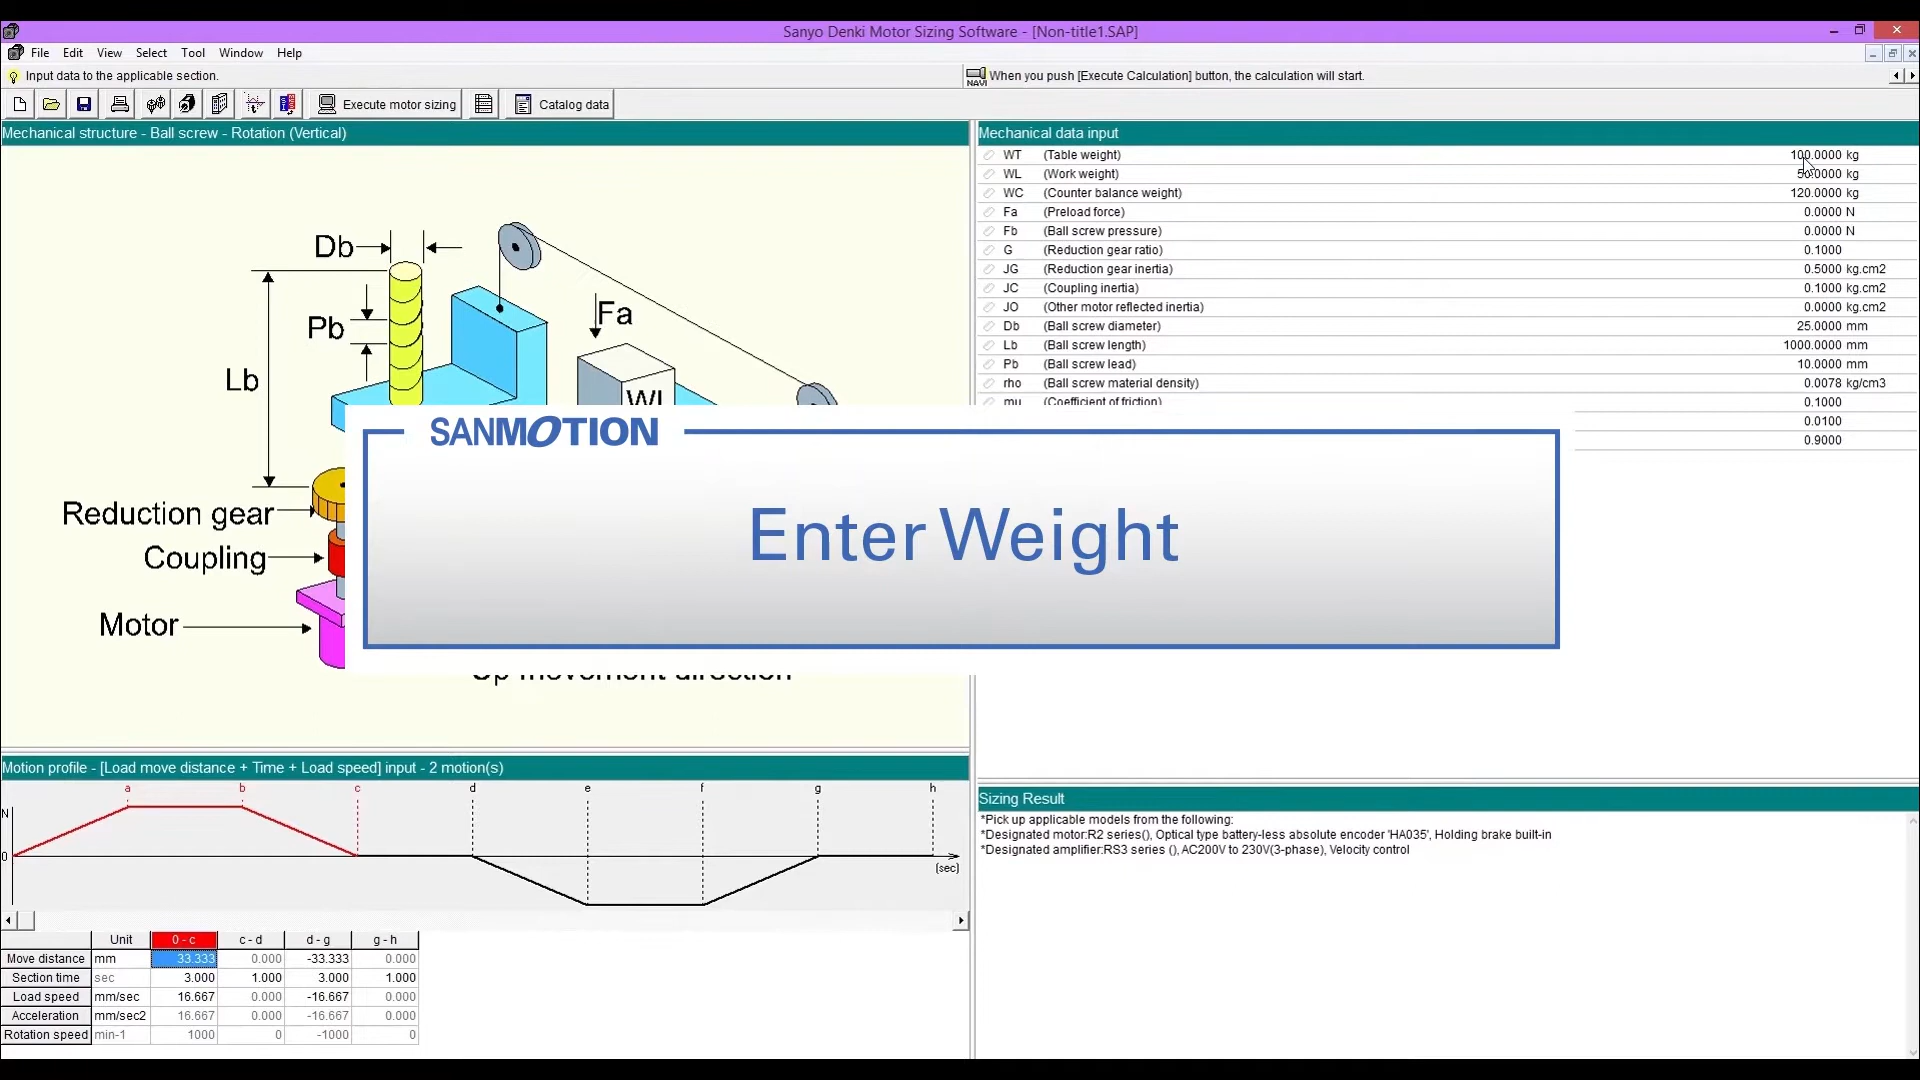 Sanyo Denki Motor Sizing Software - [Non-title1.SAP]
File Edit View Select Tool Window Help
Input data to the applicable section.
NAVI When you push [Execute Calculation] button, the calculation will start.
Execute motor sizing Catalog data
Mechanical structure - Ball screw - Rotation (Vertical)
Db
Pb
Lb
Fa
WL
Reduction gear
Coupling
Motor
Up movement direction
Mechanical data input
WT (Table weight) 100.0000 kg
WL (Work weight) 50.0000 kg
WC (Counter balance weight) 120.0000 kg
Fa (Preload force) 0.0000 N
Fb (Ball screw pressure) 0.0000 N
G (Reduction gear ratio) 0.1000
JG (Reduction gear inertia) 0.5000 kg.cm2
JC (Coupling inertia) 0.1000 kg.cm2
JO (Other motor reflected inertia) 0.0000 kg.cm2
Db (Ball screw diameter) 25.0000 mm
Lb (Ball screw length) 1000.0000 mm
Pb (Ball screw lead) 10.0000 mm
rho (Ball screw material density) 0.0078 kg/cm3
mu (Coefficient of friction) 0.1000
0.0100
0.9000
SANMOTION
Enter Weight
Motion profile - [Load move distance + Time + Load speed] input - 2 motion(s)
a b c d e f g h
N
0
(sec)
Unit 0 - c c - d d - g g - h
Move distance mm 33.333 0.000 -33.333 0.000
Section time sec 3.000 1.000 3.000 1.000
Load speed mm/sec 16.667 0.000 -16.667 0.000
Acceleration mm/sec2 16.667 0.000 -16.667 0.000
Rotation speed min-1 1000 0 -1000 0
Sizing Result
*Pick up applicable models from the following:
*Designated motor:R2 series(), Optical type battery-less absolute encoder 'HA035', Holding brake built-in
*Designated amplifier:RS3 series (), AC200V to 230V(3-phase), Velocity control